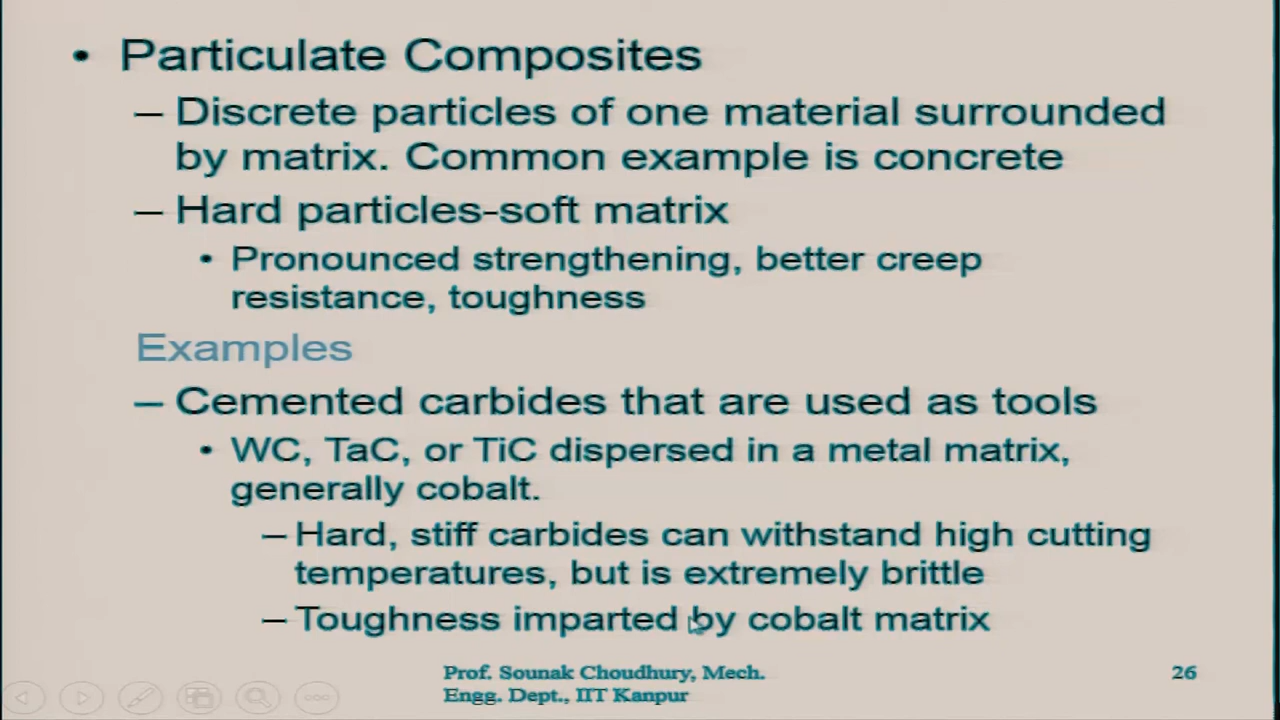 • Particulate Composites
– Discrete particles of one material surrounded
by matrix. Common example is concrete
– Hard particles-soft matrix
• Pronounced strengthening, better creep
resistance, toughness
Examples
– Cemented carbides that are used as tools
• WC, TaC, or TiC dispersed in a metal matrix,
generally cobalt.
– Hard, stiff carbides can withstand high cutting
temperatures, but is extremely brittle
– Toughness imparted by cobalt matrix
Prof. Sounak Choudhury, Mech.
Engg. Dept., IIT Kanpur
26